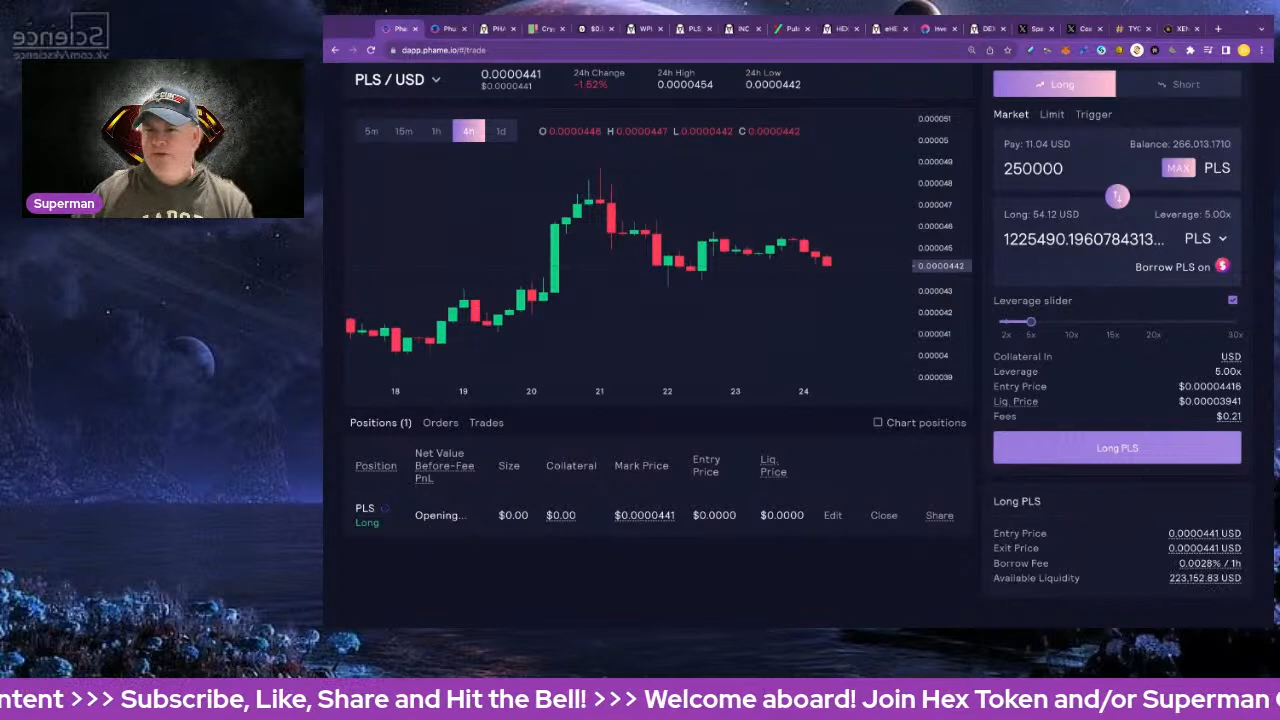 Science
vk.com/vkscience
Superman
dapp.phame.io/#/trade
PLS / USD
0.0000441
$0.0000441
24h Change
-1.52%
24h High
0.0000454
24h Low
0.0000442
5m 15m 1h 4h 1d
O 0.0000446 H 0.0000447 L 0.0000442 C 0.0000442
0.000051
0.00005
0.000049
0.000048
0.000047
0.000046
0.000045
0.0000442
0.000043
0.000042
0.000041
0.00004
0.000039
18 19 20 21 22 23 24
Positions (1) Orders Trades
Chart positions
Position
Net Value
Before-Fee
PnL
Size
Collateral
Mark Price
Entry
Price
Liq.
Price
PLS
Long
Opening...
$0.00
$0.00
$0.0000441
$0.0000
$0.0000
Edit
Close
Share
Long
Short
Market Limit Trigger
Pay: 11.04 USD
Balance: 266,013.1710
250000
MAX
PLS
Long: 54.12 USD
Leverage: 5.00x
1225490.1960784313...
PLS
Borrow PLS on
Leverage slider
2x 5x 10x 15x 20x 30x
Collateral In USD
Leverage 5.00x
Entry Price $0.00004416
Liq. Price $0.00003941
Fees $0.21
Long PLS
Long PLS
Entry Price 0.0000441 USD
Exit Price 0.0000441 USD
Borrow Fee 0.0028% / 1h
Available Liquidity 223,152.83 USD
ntent >>> Subscribe, Like, Share and Hit the Bell! >>> Welcome aboard! Join Hex Token and/or Superman